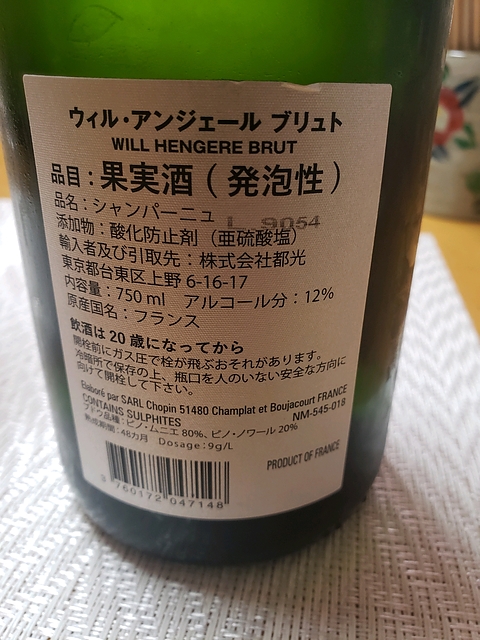 ウィル・アンジェール ブリュト
WILL HENGERE BRUT
品目：果実酒（発泡性）
品名：シャンパーニュ
L 9054
添加物：酸化防止剤（亜硫酸塩）
輸入者及び引取先：株式会社都光
東京都台東区上野 6-16-17
内容量：750 ml　アルコール分：12%
原産国名：フランス
飲酒は 20 歳になってから
開栓前にガス圧で栓が飛ぶおそれがあります。
冷暗所で保存の上、瓶口を人のいない安全な方向に
向けて開栓して下さい。
Elaboré par SARL Chopin 51480 Champlat et Boujacourt FRANCE
CONTAINS SULPHITES
NM-545-018
ブドウ品種：ピノ・ムニエ 80%、ピノ・ノワール 20%
熟成期間：48カ月　Dosage：9g/L
PRODUCT OF FRANCE
3 760172 047148